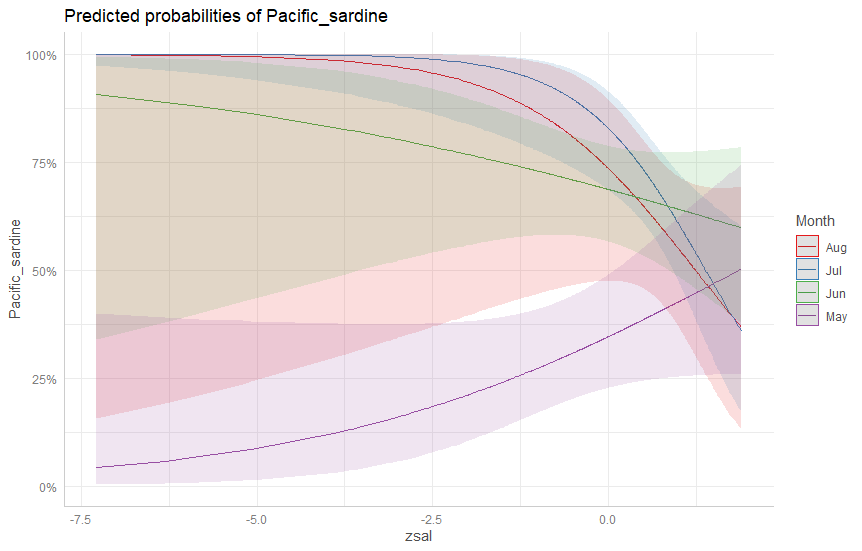 Predicted probabilities of Pacific_sardine
100%
75%
50%
25%
0%
Pacific_sardine
-7.5
-5.0
-2.5
0.0
zsal
Month
Aug
Jul
Jun
May